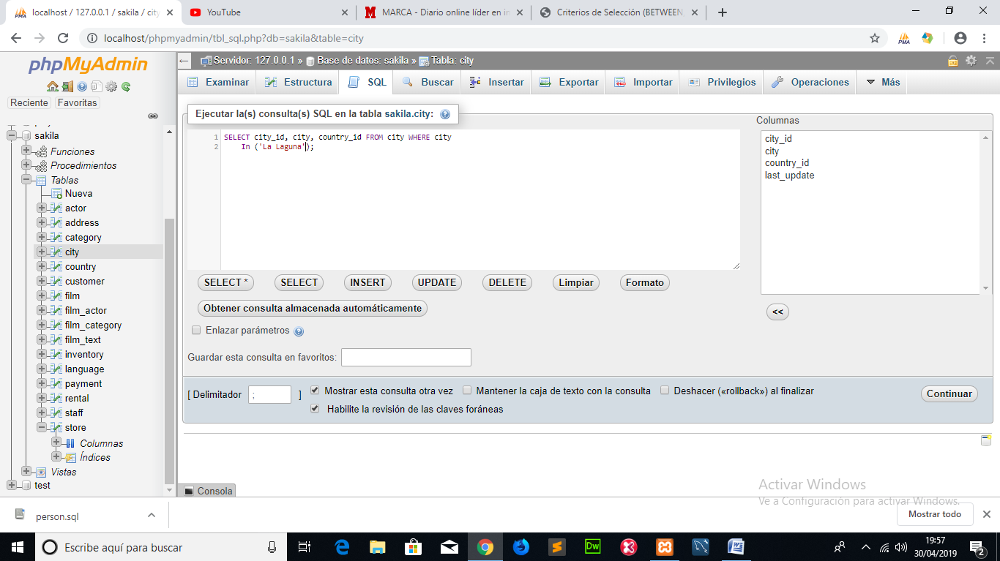 localhost / 127.0.0.1 / sakila / city
YouTube
MARCA - Diario online líder en in
Criterios de Selección (BETWEEN,
localhost/phpmyadmin/tbl_sql.php?db=sakila&table=city
phpMyAdmin
Reciente Favoritas
sakila
Funciones
Procedimientos
Tablas
Nueva
actor
address
category
city
country
customer
film
film_actor
film_category
film_text
inventory
language
payment
rental
staff
store
Columnas
Índices
Vistas
test
Servidor: 127.0.0.1 » Base de datos: sakila » Tabla: city
Examinar Estructura SQL Buscar Insertar Exportar Importar Privilegios Operaciones Más
Ejecutar la(s) consulta(s) SQL en la tabla sakila.city:
1 SELECT city_id, city, country_id FROM city WHERE city
2 In ('La Laguna');
Columnas
city_id
city
country_id
last_update
SELECT * SELECT INSERT UPDATE DELETE Limpiar Formato
Obtener consulta almacenada automáticamente
<<
Enlazar parámetros
Guardar esta consulta en favoritos:
[ Delimitador ; ] Mostrar esta consulta otra vez Mantener la caja de texto con la consulta Deshacer («rollback») al finalizar
Habilite la revisión de las claves foráneas
Continuar
Consola
Activar Windows
Ve a Configuración para activar Windows.
person.sql
Mostrar todo
Escribe aquí para buscar
Dw
19:57
30/04/2019
2